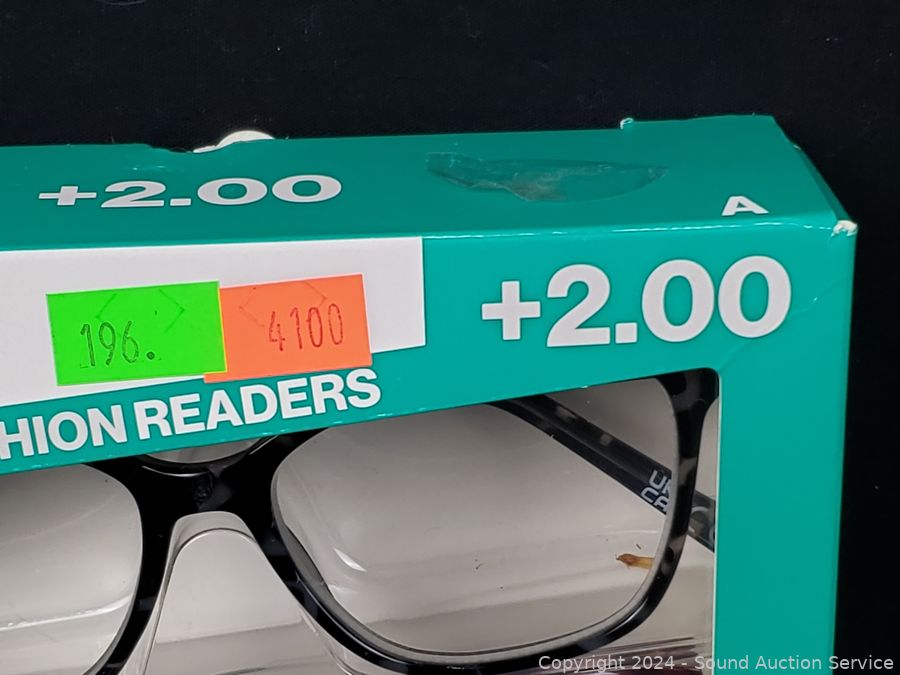 +2.00
A
+2.00
196.
4100
HION READERS
Copyright 2024 - Sound Auction Service